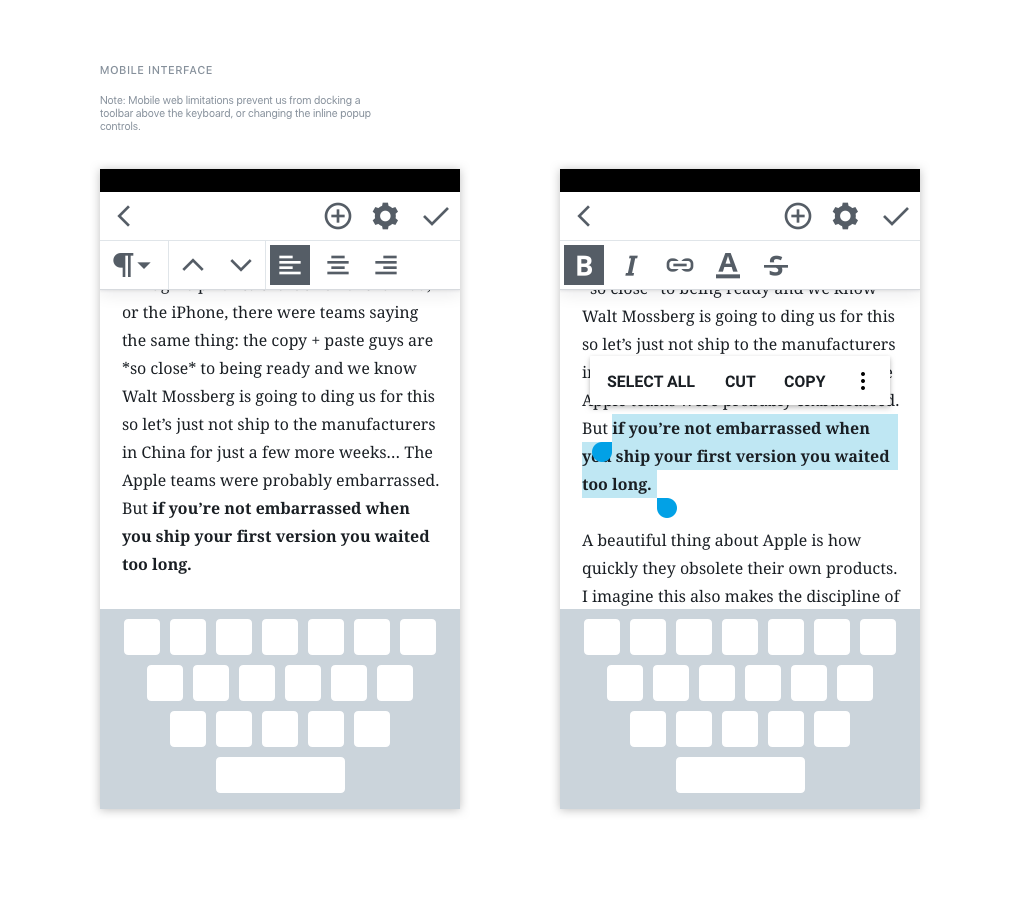 MOBILE INTERFACE
Note: Mobile web limitations prevent us from docking a
toolbar above the keyboard, or changing the inline popup
controls.
or the iPhone, there were teams saying
the same thing: the copy + paste guys are
*so close* to being ready and we know
Walt Mossberg is going to ding us for this
so let’s just not ship to the manufacturers
in China for just a few more weeks… The
Apple teams were probably embarrassed.
But if you’re not embarrassed when
you ship your first version you waited
too long.
B I A S
*so close* to being ready and we know
Walt Mossberg is going to ding us for this
so let’s just not ship to the manufacturers
SELECT ALL CUT COPY
Apple teams were probably embarrassed.
But if you’re not embarrassed when
you ship your first version you waited
too long.
A beautiful thing about Apple is how
quickly they obsolete their own products.
I imagine this also makes the discipline of